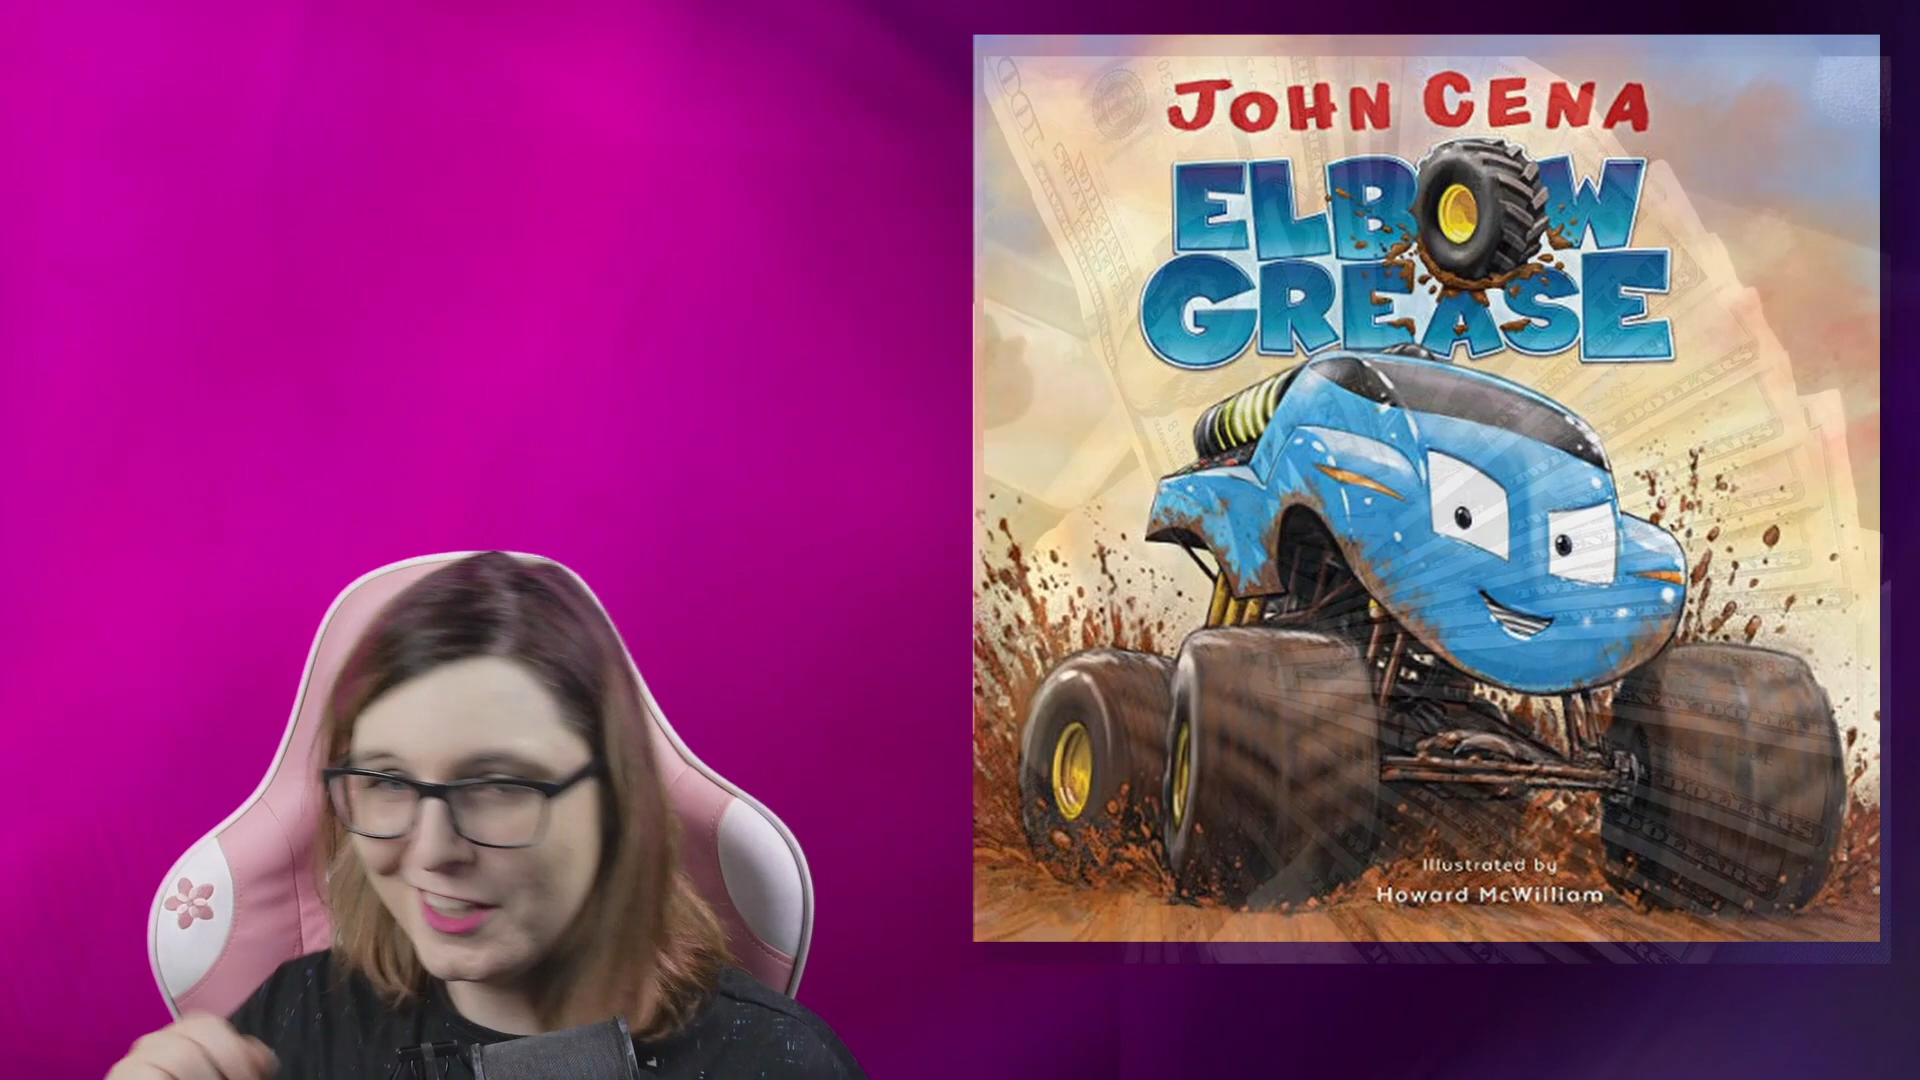 JOHN CENA
ELBOW
GREASE
Illustrated by
Howard McWilliam